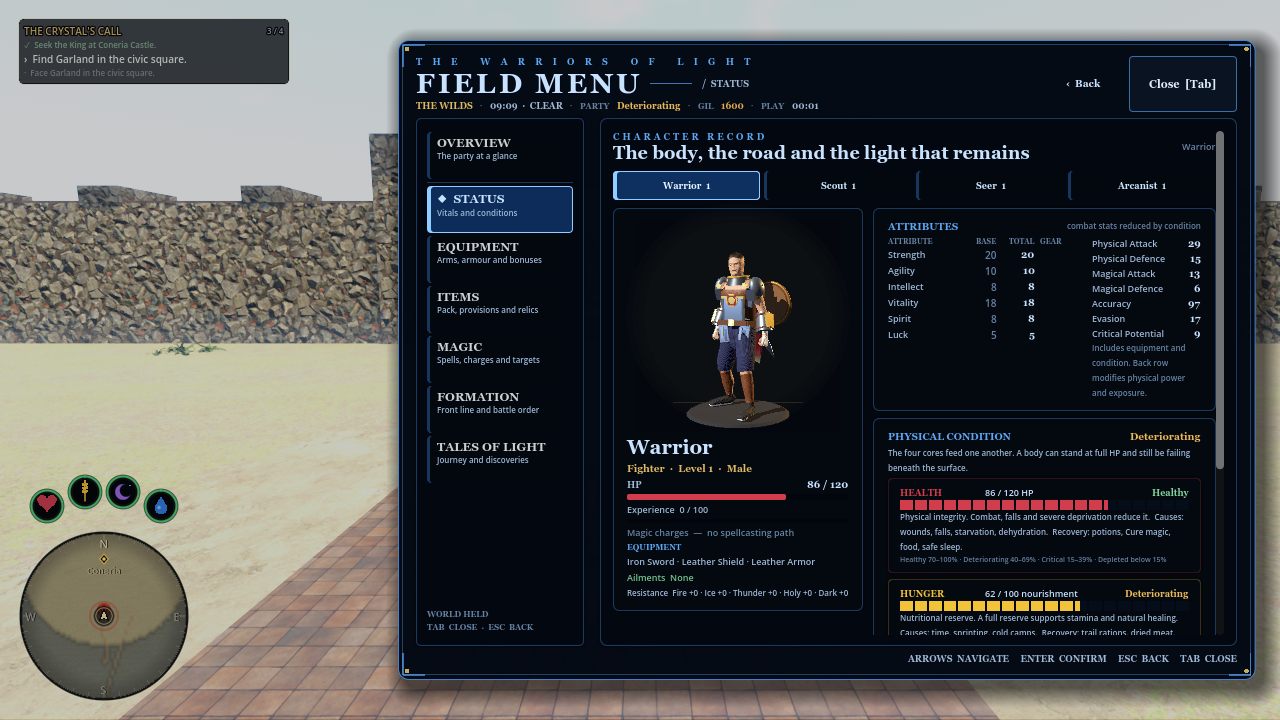 THE CRYSTAL'S CALL 3 / 4
✓ Seek the King at Coneria Castle.
› Find Garland in the civic square.
· Face Garland in the civic square.
THE WARRIORS OF LIGHT
FIELD MENU / STATUS
‹ Back
Close [Tab]
THE WILDS · 09:09 · CLEAR · PARTY Deteriorating · GIL 1600 · PLAY 00:01
OVERVIEW
The party at a glance
◆ STATUS
Vitals and conditions
EQUIPMENT
Arms, armour and bonuses
ITEMS
Pack, provisions and relics
MAGIC
Spells, charges and targets
FORMATION
Front line and battle order
TALES OF LIGHT
Journey and discoveries
WORLD HELD
TAB CLOSE · ESC BACK
CHARACTER RECORD
The body, the road and the light that remains
Warrior
Warrior 1
Scout 1
Seer 1
Arcanist 1
Warrior
Fighter · Level 1 · Male
HP 86 / 120
Experience 0 / 100
Magic charges — no spellcasting path
EQUIPMENT
Iron Sword · Leather Shield · Leather Armor
Ailments None
Resistance Fire +0 · Ice +0 · Thunder +0 · Holy +0 · Dark +0
ATTRIBUTES combat stats reduced by condition
ATTRIBUTE BASE TOTAL GEAR
Strength 20 20
Agility 10 10
Intellect 8 8
Vitality 18 18
Spirit 8 8
Luck 5 5
Physical Attack 29
Physical Defence 15
Magical Attack 13
Magical Defence 6
Accuracy 97
Evasion 17
Critical Potential 9
Includes equipment and
condition. Back row
modifies physical power
and exposure.
PHYSICAL CONDITION Deteriorating
The four cores feed one another. A body can stand at full HP and still be failing
beneath the surface.
HEALTH 86 / 120 HP Healthy
Physical integrity. Combat, falls and severe deprivation reduce it. Causes:
wounds, falls, starvation, dehydration. Recovery: potions, Cure magic,
food, safe sleep.
Healthy 70–100% · Deteriorating 40–69% · Critical 15–39% · Depleted below 15%
HUNGER 62 / 100 nourishment Deteriorating
Nutritional reserve. A full reserve supports stamina and natural healing.
Causes: time, sprinting, cold camps. Recovery: trail rations, dried meat,
ARROWS NAVIGATE ENTER CONFIRM ESC BACK TAB CLOSE
N
Coneria
W A E
S